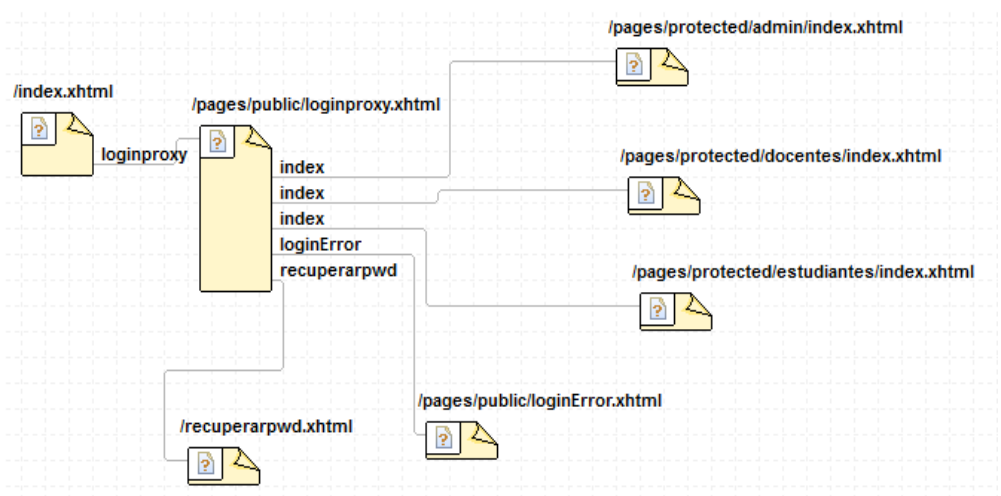 /pages/protected/admin/index.xhtml
/index.xhtml
/pages/public/loginproxy.xhtml
loginproxy
index
/pages/protected/docentes/index.xhtml
index
index
loginError
recuperarpwd
/pages/protected/estudiantes/index.xhtml
/pages/public/loginError.xhtml
/recuperarpwd.xhtml